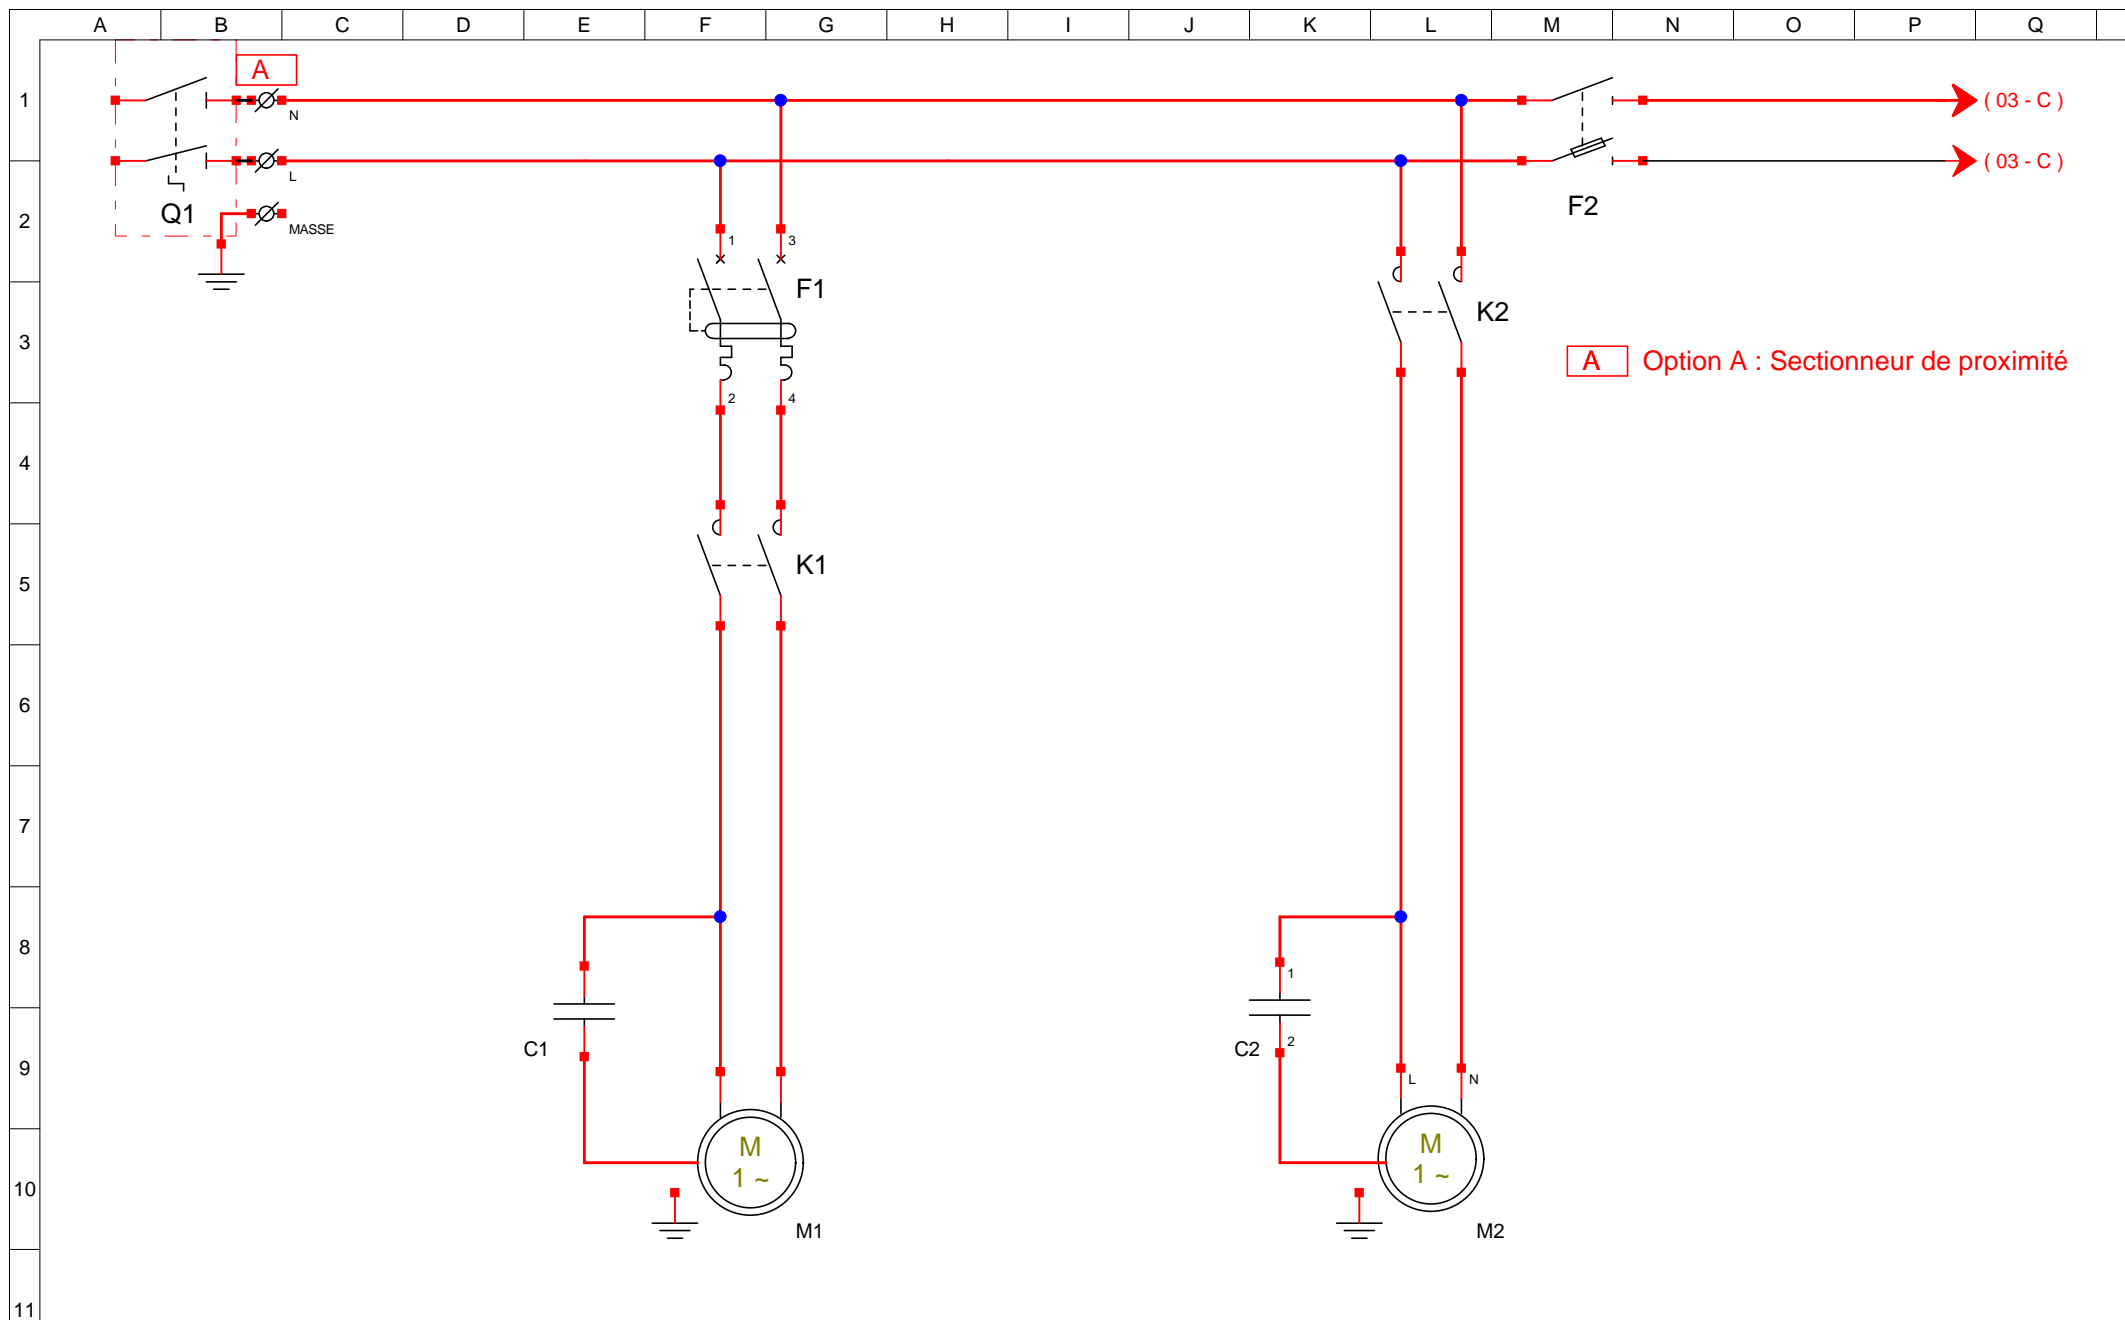 A B C D E F G H I J K L M N O P Q
A
1
N
( 03 - C )
L
( 03 - C )
Q1
2
MASSE
F2
1 3
F1
K2
3
A Option A : Sectionneur de proximité
2 4
4
K1
5
6
7
8
1
C1
C2 2
9
L N
M
1 ~
M
1 ~
10
M1
M2
11